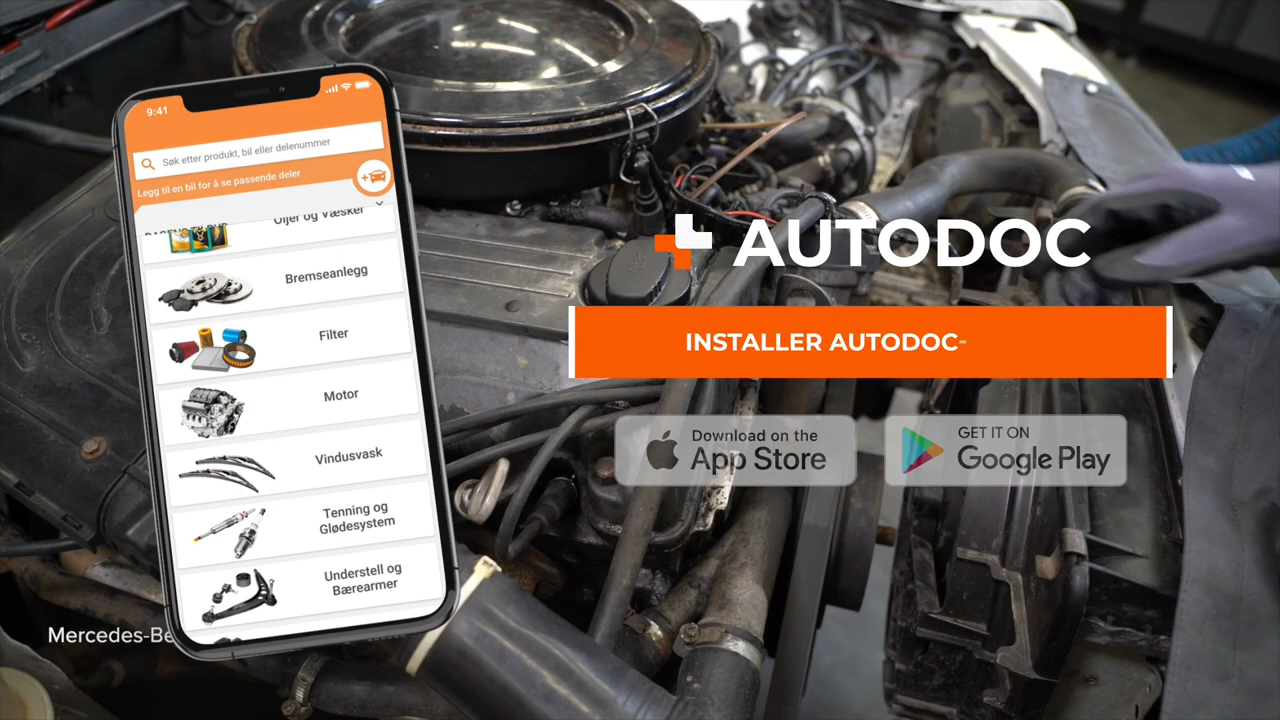 9:41
Søk etter produkt, bil eller delenummer
Legg til en bil for å se passende deler
Oljer og Væsker
Bremseanlegg
Filter
Motor
Vindusvask
Tenning og
Glødesystem
Understell og
Bærearmer
Mercedes-Be
AUTODOC
INSTALLER AUTODOC-
Download on the
App Store
GET IT ON
Google Play